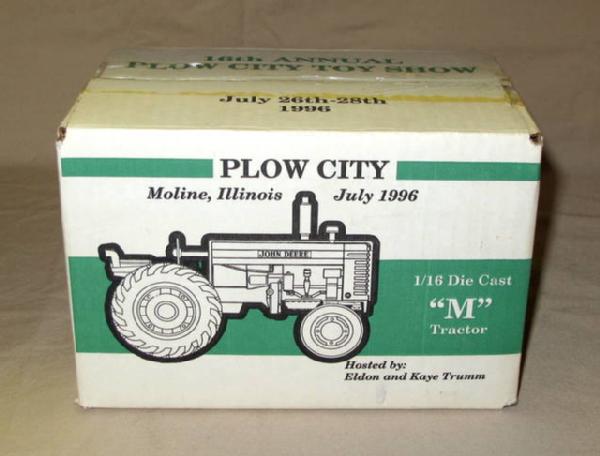 16th ANNUAL
PLOW CITY TOY SHOW
July 26th-28th
1996
PLOW CITY
Moline, Illinois July 1996
JOHN DEERE
1/16 Die Cast
"M"
Tractor
Hosted by:
Eldon and Kaye Trumm